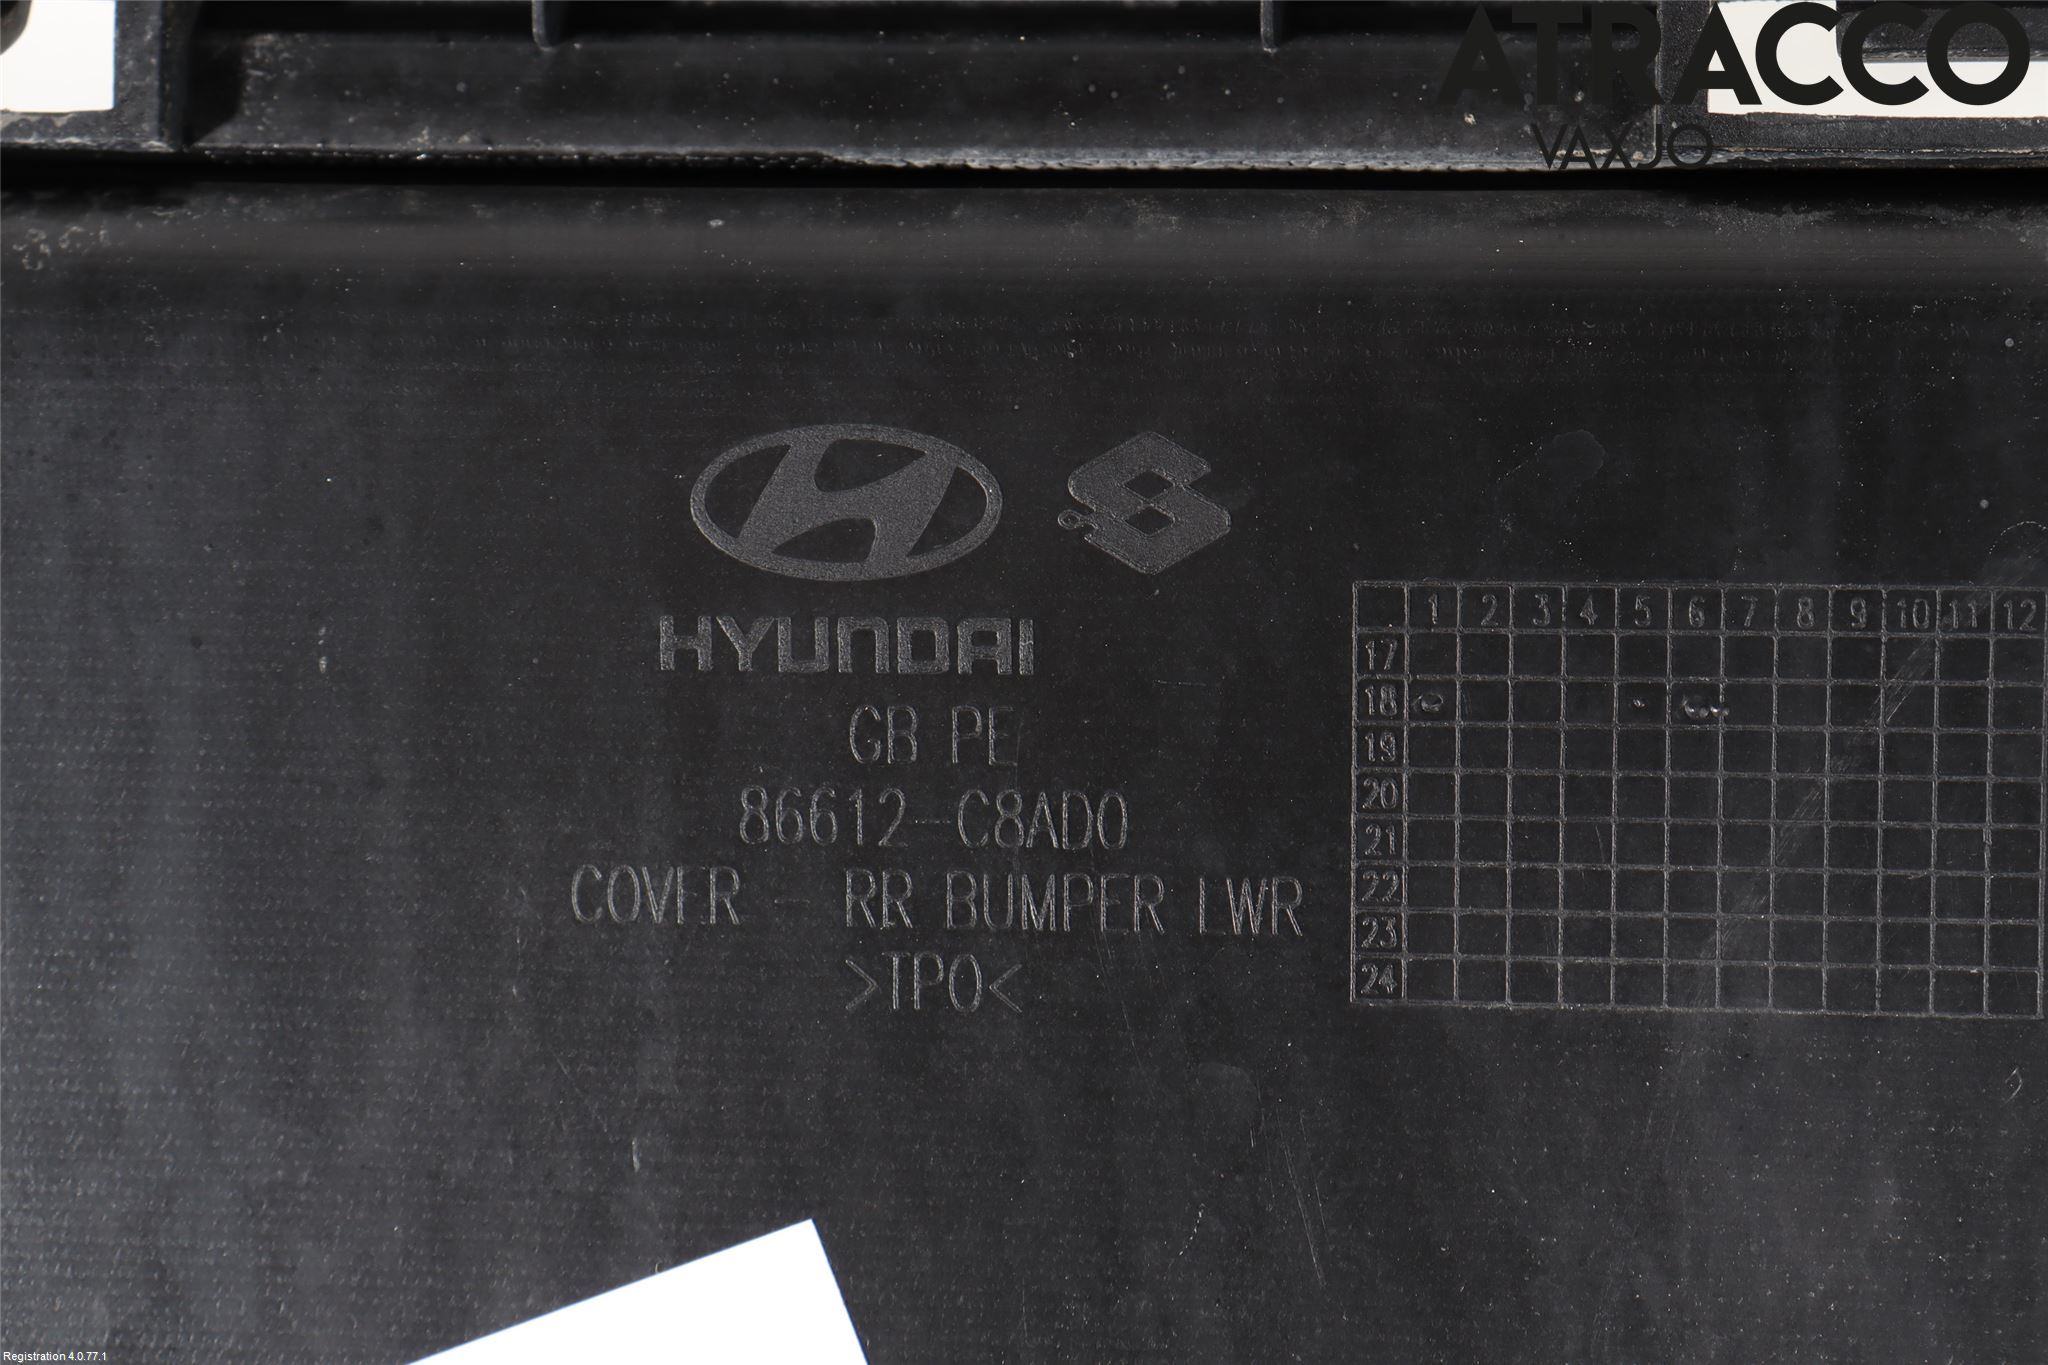 ATRACCO
VAXJO
HYUNDAI
GB PE
86612-C8AD0
COVER - RR BUMPER LWR
>TPO<
1 2 3 4 5 6 7 8 9 10 11 12
17
18
19
20
21
22
23
24
Registration 4.0.77.1